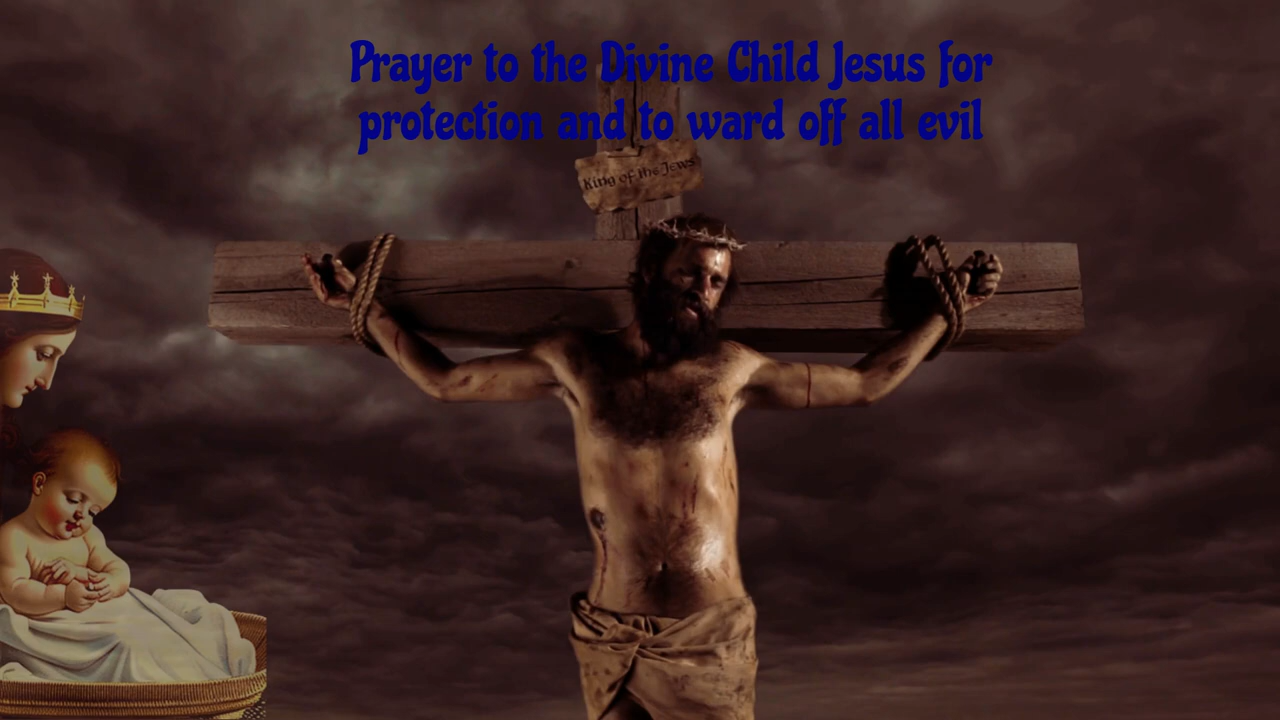 Prayer to the Divine Child Jesus for
protection and to ward off all evil
King of the Jews